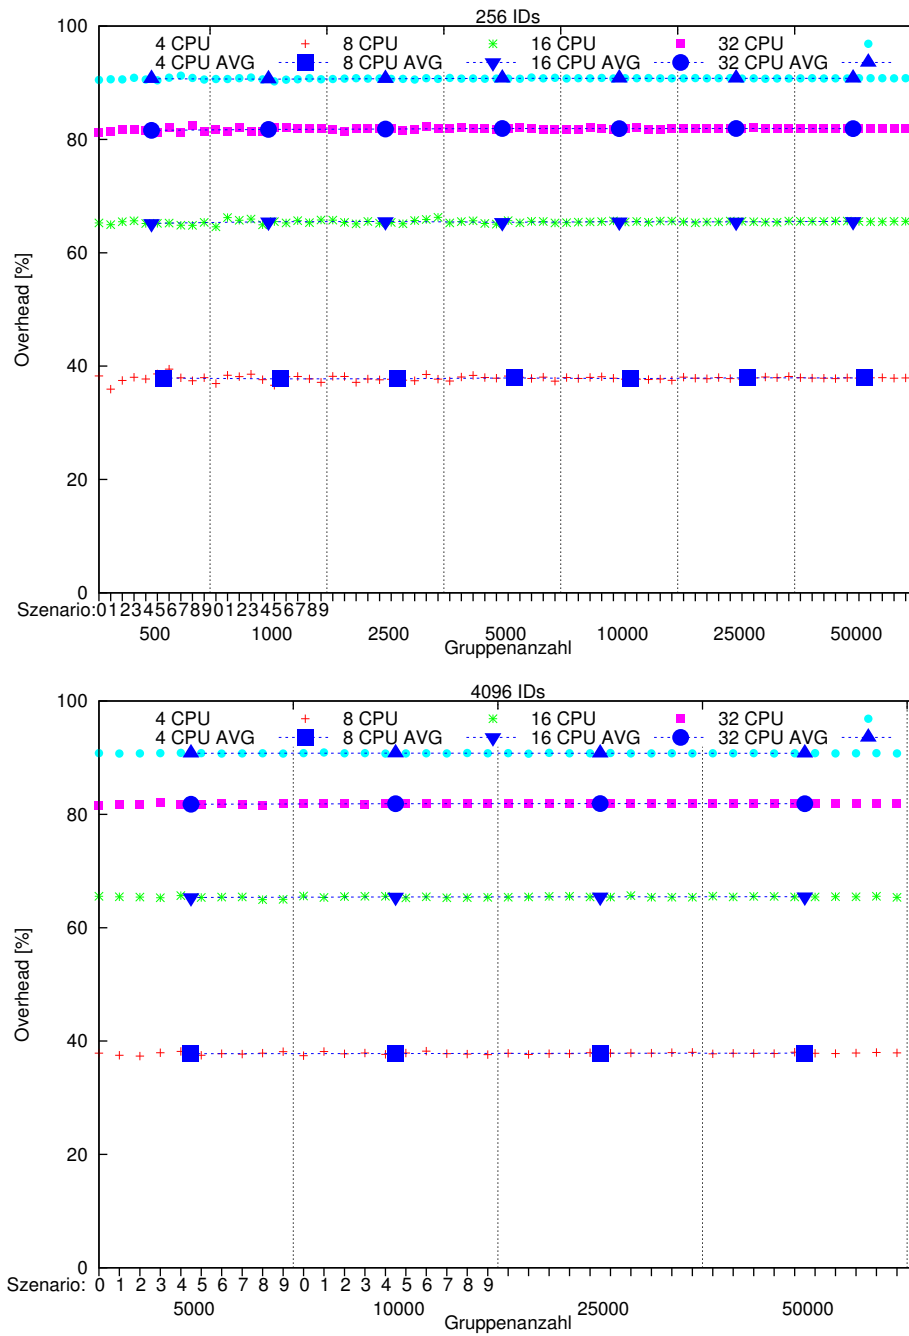 256 IDs
100
4 CPU 8 CPU 16 CPU 32 CPU
4 CPU AVG 8 CPU AVG 16 CPU AVG 32 CPU AVG
80
60
Overhead [%]
40
20
0
Szenario:01234567890123456789
500 1000 2500 5000 10000 25000 50000
Gruppenanzahl
4096 IDs
100
4 CPU 8 CPU 16 CPU 32 CPU
4 CPU AVG 8 CPU AVG 16 CPU AVG 32 CPU AVG
80
60
Overhead [%]
40
20
0
Szenario: 0 1 2 3 4 5 6 7 8 9 0 1 2 3 4 5 6 7 8 9
5000 10000 25000 50000
Gruppenanzahl